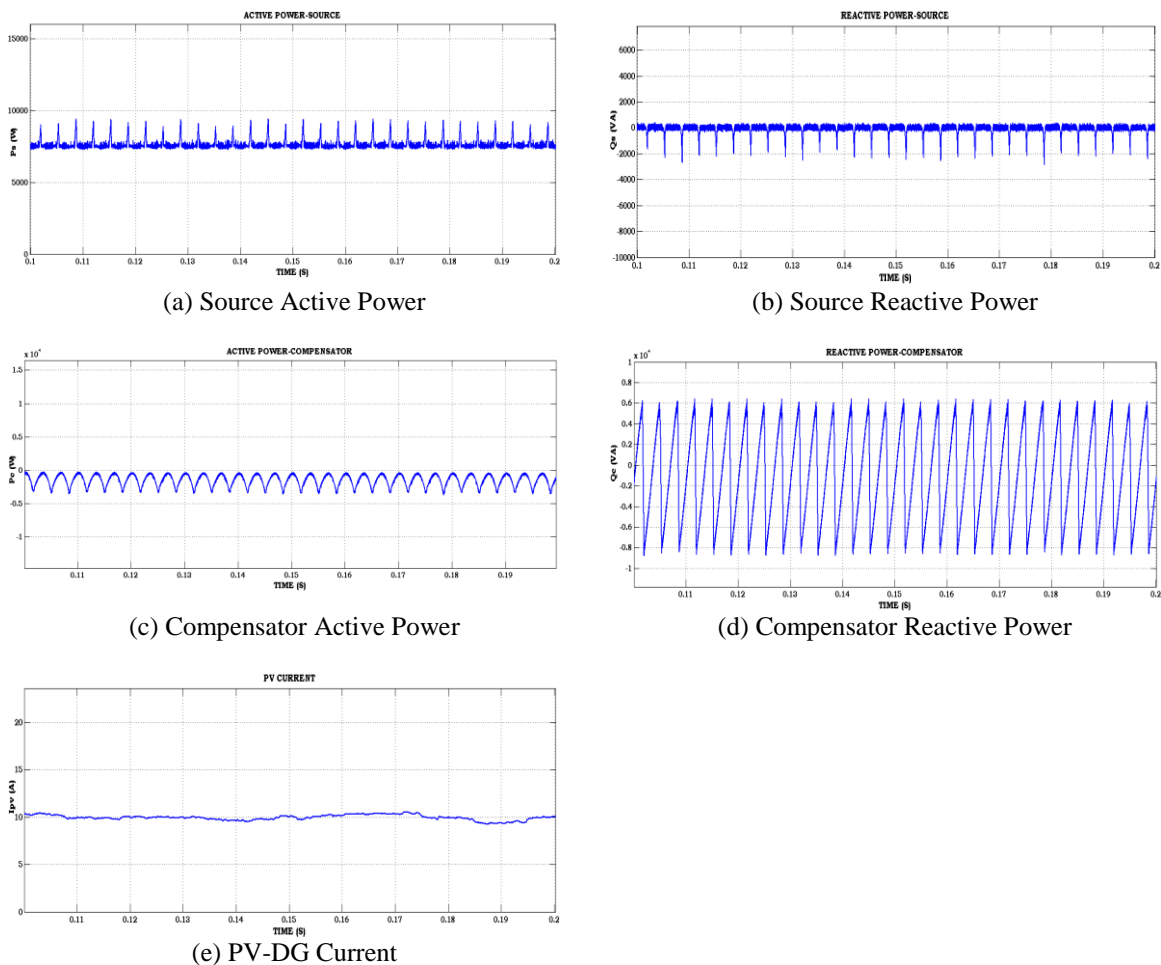 ACTIVE POWER-SOURCE
15000
10000
5000
0
Ps (W)
0.1 0.11 0.12 0.13 0.14 0.15 0.16 0.17 0.18 0.19 0.2
TIME (S)
(a) Source Active Power
REACTIVE POWER-SOURCE
6000
4000
2000
0
-2000
-4000
-6000
-8000
-10000
Qs (VA)
0.1 0.11 0.12 0.13 0.14 0.15 0.16 0.17 0.18 0.19 0.2
TIME (S)
(b) Source Reactive Power
ACTIVE POWER-COMPENSATOR
x 10⁴
1.5
1
0.5
0
-0.5
-1
Pc (W)
0.11 0.12 0.13 0.14 0.15 0.16 0.17 0.18 0.19
TIME (S)
(c) Compensator Active Power
REACTIVE POWER-COMPENSATOR
x 10⁴
1
0.8
0.6
0.4
0.2
0
-0.2
-0.4
-0.6
-0.8
-1
Qc (VA)
0.11 0.12 0.13 0.14 0.15 0.16 0.17 0.18 0.19 0.2
TIME (S)
(d) Compensator Reactive Power
PV CURRENT
20
15
10
5
0
Ipv (A)
0.11 0.12 0.13 0.14 0.15 0.16 0.17 0.18 0.19 0.2
TIME (S)
(e) PV-DG Current